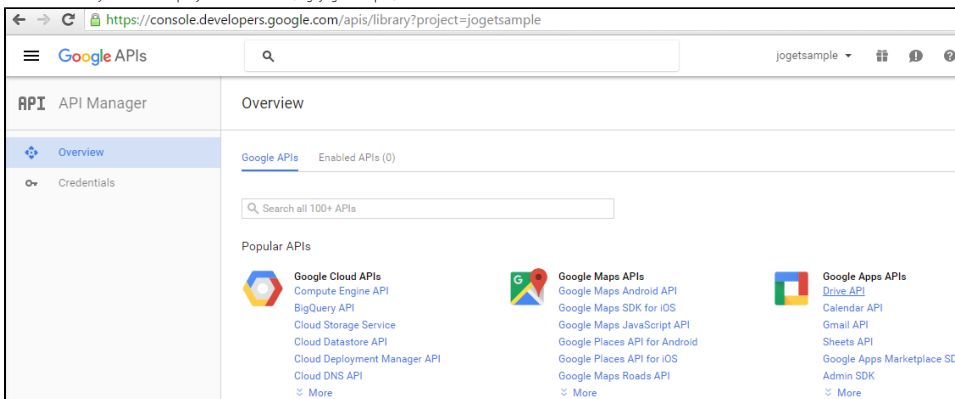 https://console.developers.google.com/apis/library?project=jogetsample
Google APIs
jogetsample
API API Manager
Overview
Overview
Credentials
Google APIs Enabled APIs (0)
Search all 100+ APIs
Popular APIs
Google Cloud APIs
Compute Engine API
BigQuery API
Cloud Storage Service
Cloud Datastore API
Cloud Deployment Manager API
Cloud DNS API
More
Google Maps APIs
Google Maps Android API
Google Maps SDK for iOS
Google Maps JavaScript API
Google Places API for Android
Google Places API for iOS
Google Maps Roads API
More
Google Apps APIs
Drive API
Calendar API
Gmail API
Sheets API
Google Apps Marketplace SD
Admin SDK
More